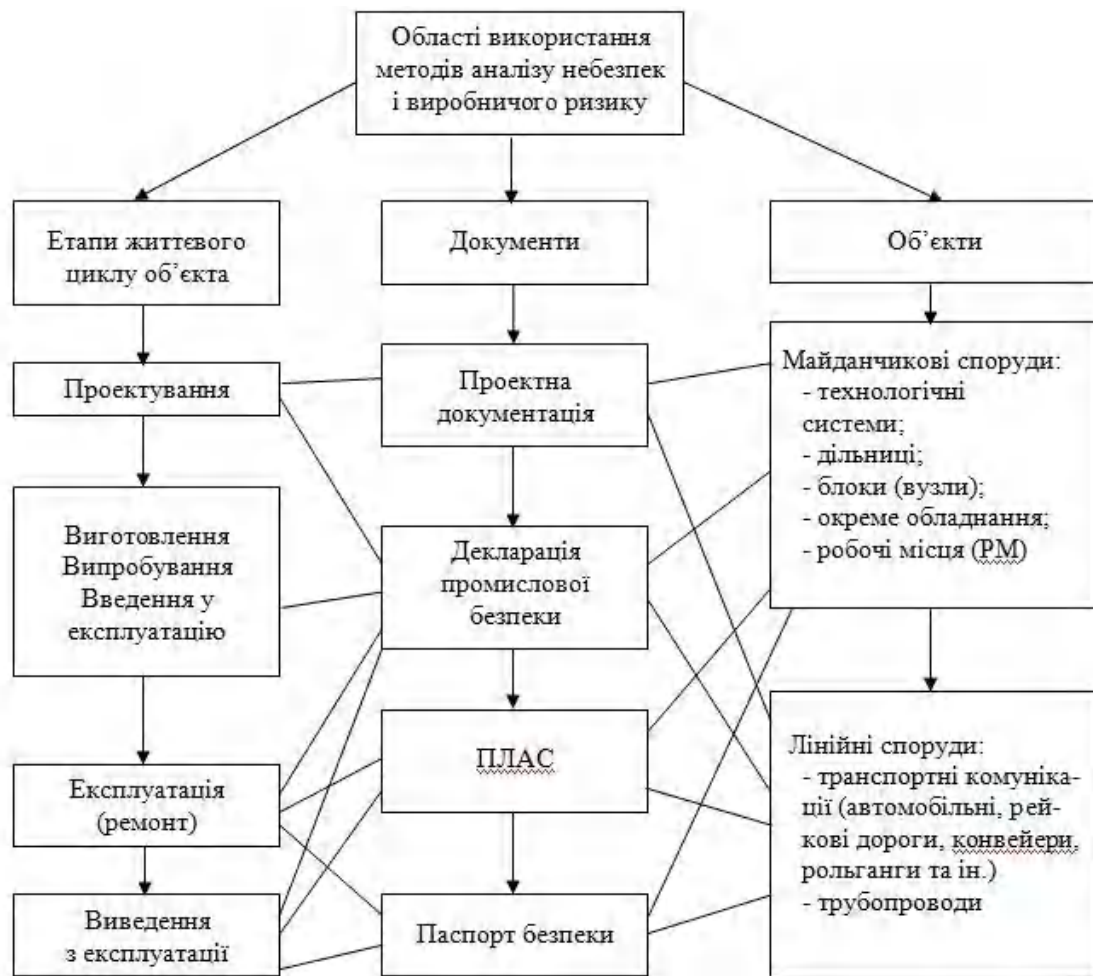 Області використання
методів аналізу небезпек
і виробничого ризику
Етапи життєвого
циклу об’єкта
Документи
Об’єкти
Проектування
Проектна
документація
Майданчикові споруди:
- технологічні
системи;
- дільниці;
- блоки (вузли);
- окреме обладнання;
- робочі місця (РМ)
Виготовлення
Випробування
Введення у
експлуатацію
Декларація
промислової
безпеки
Експлуатація
(ремонт)
ПЛАС
Лінійні споруди:
- транспортні комуніка-
ції (автомобільні, рей-
кові дороги, конвейери,
рольганги та ін.)
- трубопроводи
Виведення
з експлуатації
Паспорт безпеки